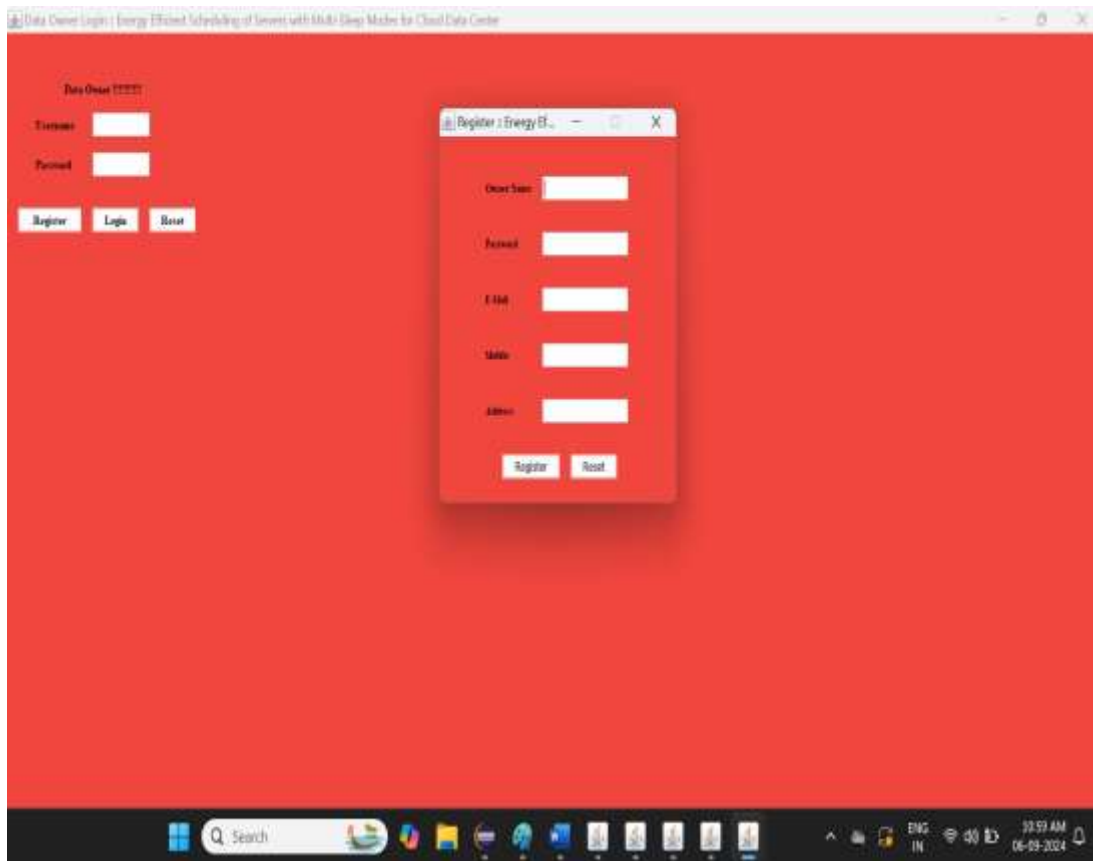 Data Owner Login : Energy Efficient Scheduling of Servers with Multi-Sleep Modes for Cloud Data Center
Data Owner !!!!!!!
Username
Password
Register Login Reset
Register : Energy Ef...
Owner Name
Password
E-Mail
Mobile
Address
Register Reset
Search
ENG
IN
10:59 AM
06-09-2024